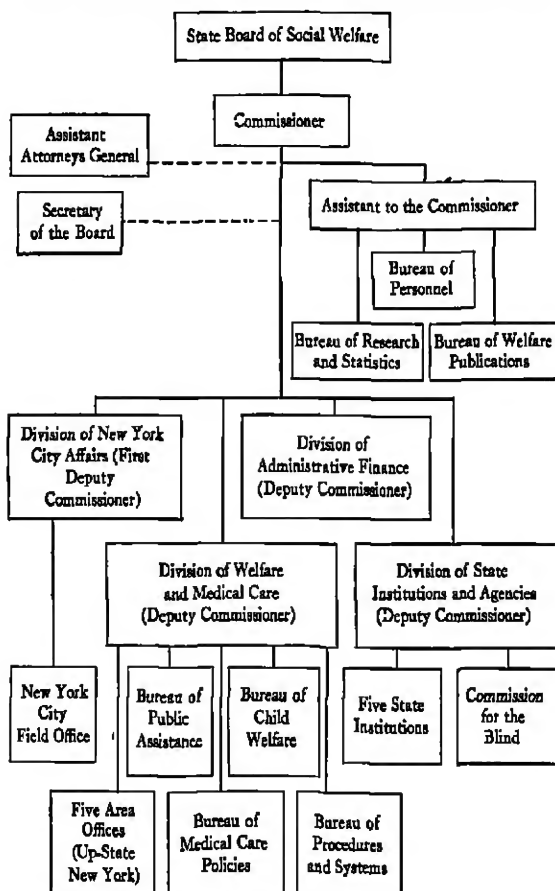 State Board of Social Welfare
Commissioner
Assistant
Attorneys General
Secretary
of the Board
Assistant to the Commissioner
Bureau of
Personnel
Bureau of Research
and Statistics
Bureau of Welfare
Publications
Division of New York
City Affairs (First
Deputy
Commissioner)
Division of
Administrative Finance
(Deputy Commissioner)
Division of Welfare
and Medical Care
(Deputy Commissioner)
Division of State
Institutions and Agencies
(Deputy Commissioner)
New York
City
Field Office
Bureau of
Public
Assistance
Bureau of
Child
Welfare
Five State
Institutions
Commission
for the
Blind
Five Area
Offices
(Up-State
New York)
Bureau of
Medical Care
Policies
Bureau of
Procedures
and Systems